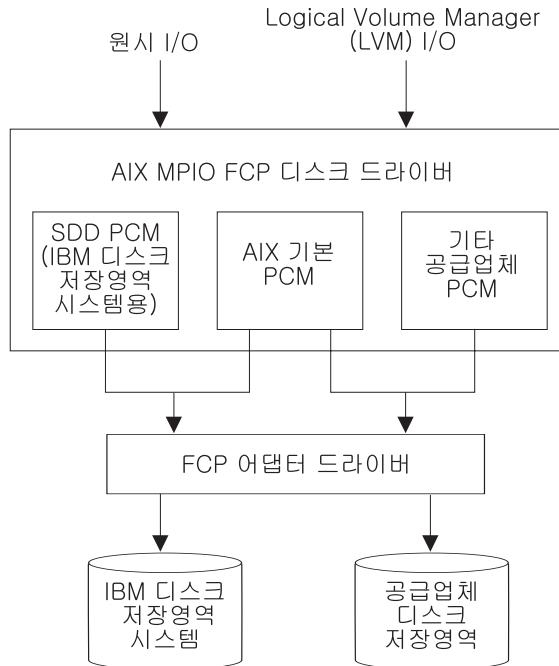 원시 I/O
Logical Volume Manager
(LVM) I/O
AIX MPIO FCP 디스크 드라이버
SDD PCM
(IBM 디스크
저장영역
시스템용)
AIX 기본
PCM
기타
공급업체
PCM
FCP 어댑터 드라이버
IBM 디스크
저장영역
시스템
공급업체
디스크
저장영역